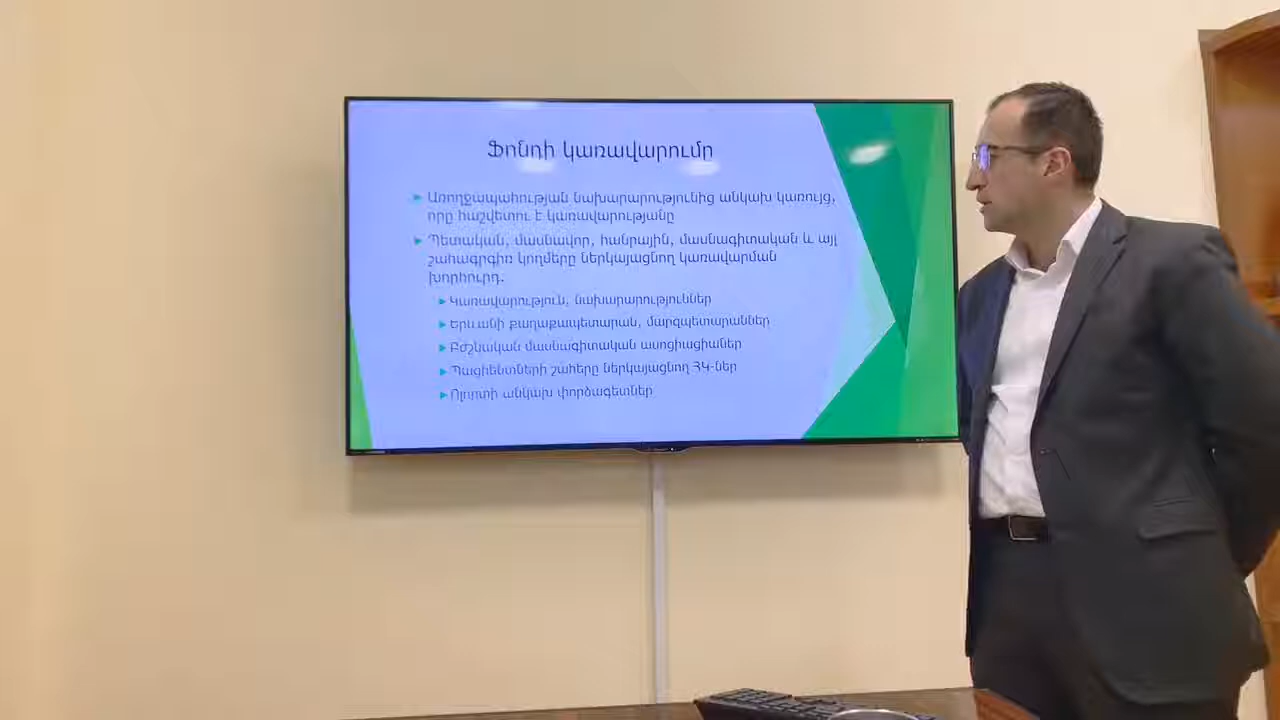 Ֆոնդի կառավարումը
Առողջապահության նախարարությունից անկախ կառույց,
որը հաշվետու է կառավարությանը
Պետական, մասնավոր, հանրային, մասնագիտական և այլ
շահագրգիռ կողմերը ներկայացնող կառավարման
խորհուրդ.
Կառավարություն, նախարարություններ
Երևանի քաղաքապետարան, մարզպետարաններ
Բժշկական մասնագիտական ասոցիացիաներ
Պացիենտների շահերը ներկայացնող ՀԿ-ներ
Ոլորտի անկախ փորձագետներ